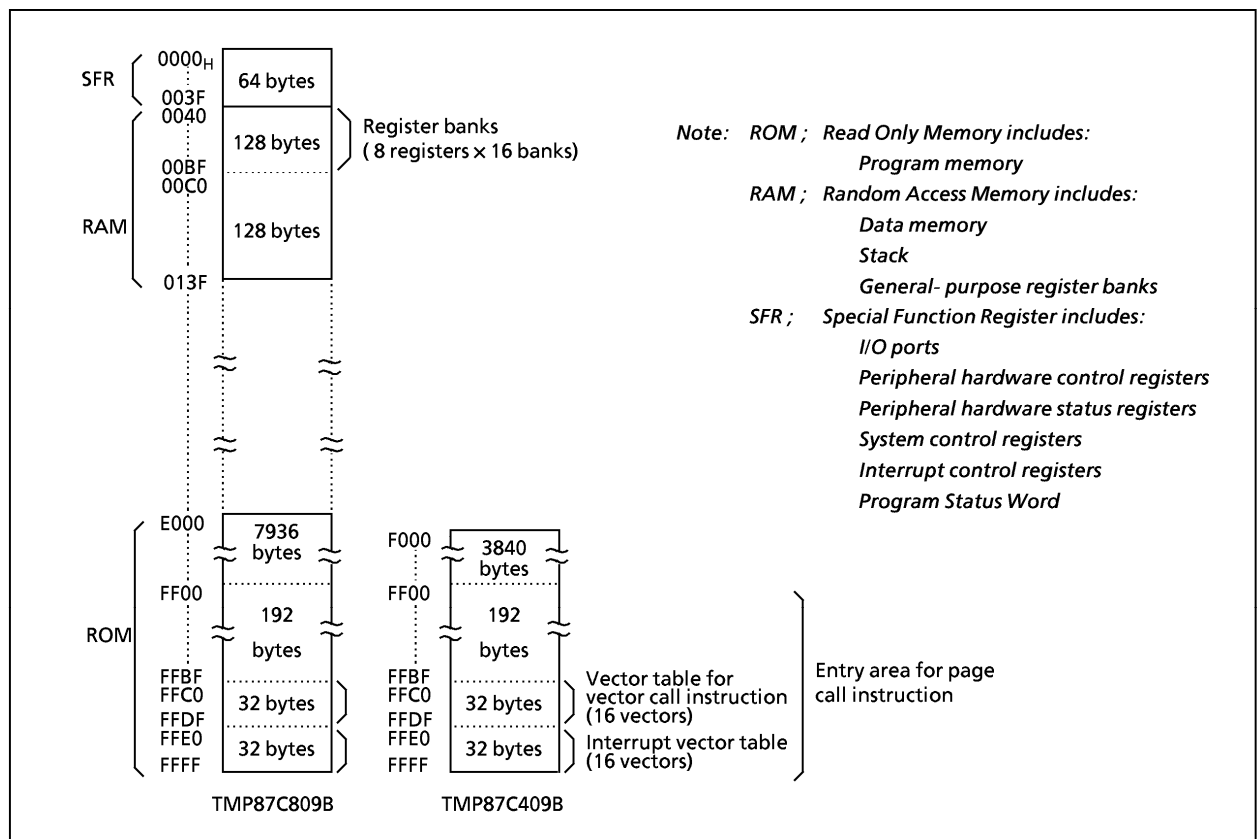 SFR
0000H
003F
64 bytes
RAM
0040
00BF
00C0
013F
128 bytes
128 bytes
Register banks
( 8 registers × 16 banks)
Note: ROM ; Read Only Memory includes:
Program memory
RAM ; Random Access Memory includes:
Data memory
Stack
General- purpose register banks
SFR ; Special Function Register includes:
I/O ports
Peripheral hardware control registers
Peripheral hardware status registers
System control registers
Interrupt control registers
Program Status Word
ROM
E000
FF00
FFBF
FFC0
FFDF
FFE0
FFFF
7936
bytes
192
bytes
32 bytes
32 bytes
TMP87C809B
F000
FF00
FFBF
FFC0
FFDF
FFE0
FFFF
3840
bytes
192
bytes
32 bytes
32 bytes
TMP87C409B
Vector table for
vector call instruction
(16 vectors)
Interrupt vector table
(16 vectors)
Entry area for page
call instruction